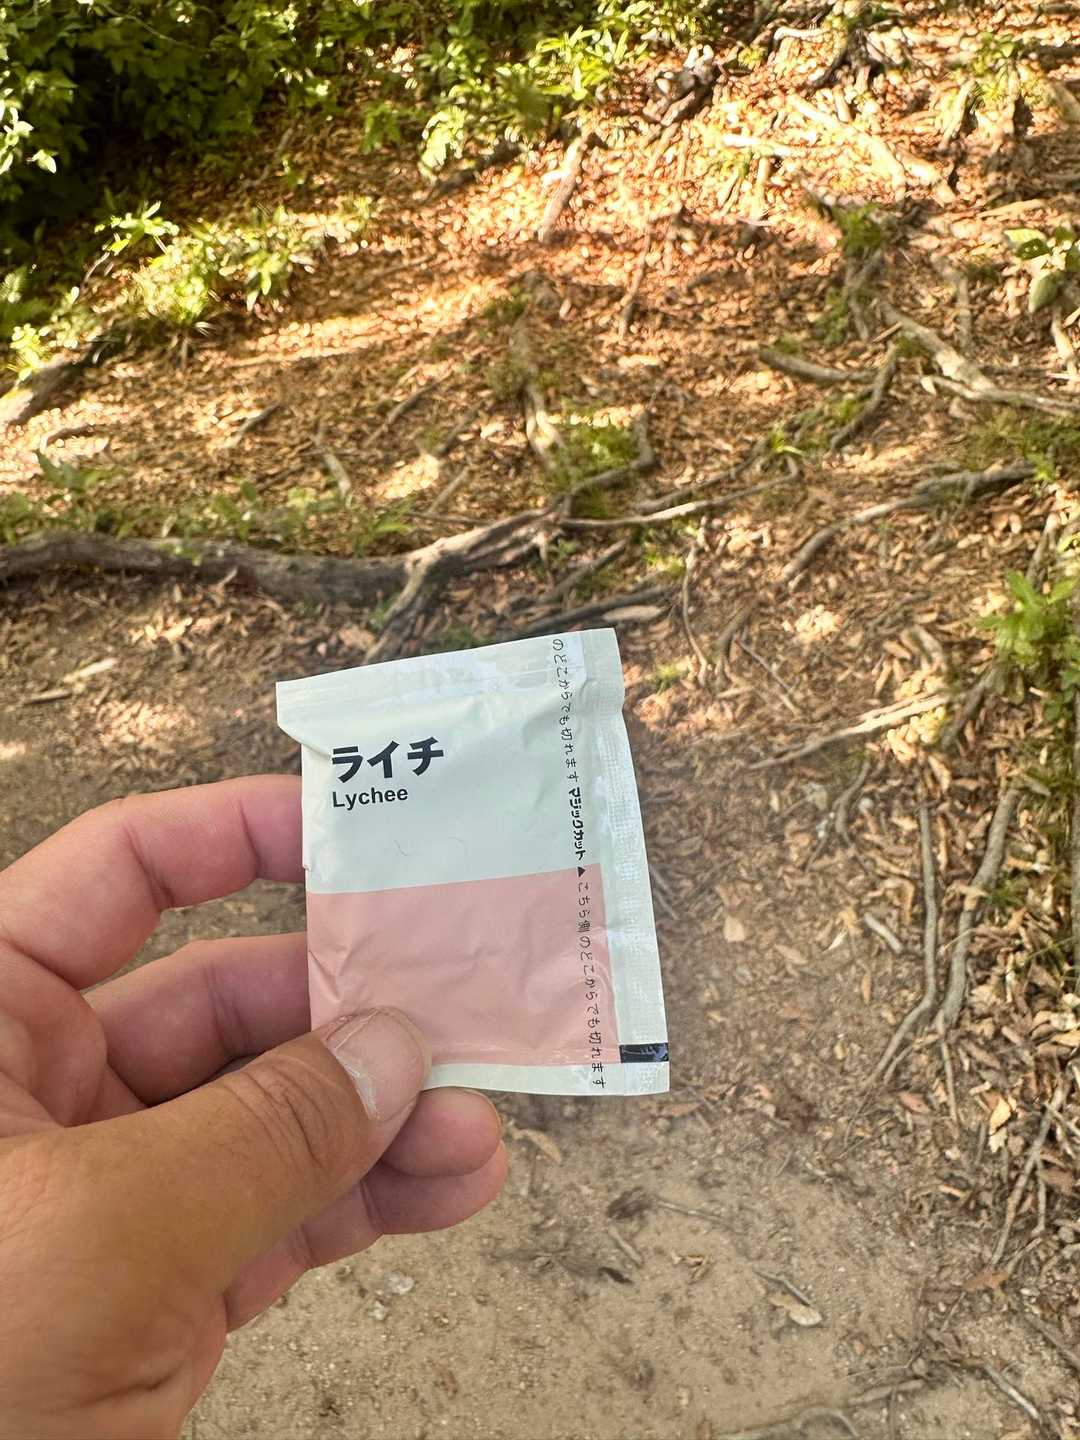 ライチ
Lychee
のどこからでも切れます マジックカット▲こちら側のどこからでも切れます